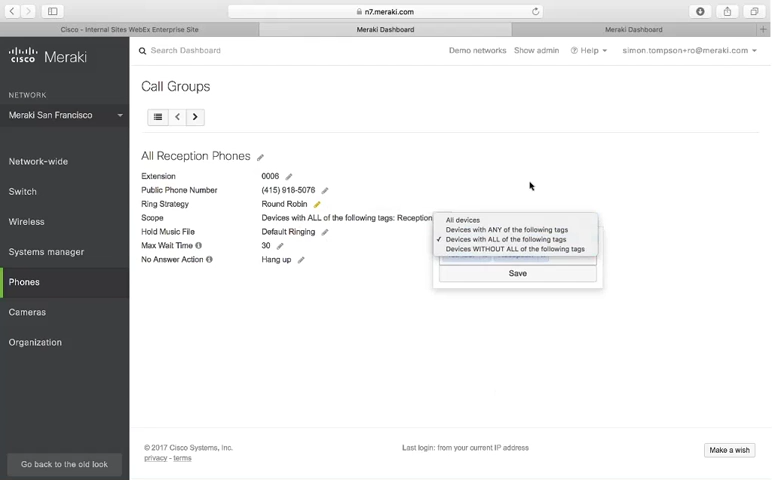 n7.meraki.com
Cisco - Internal Sites WebEx Enterprise Site
Meraki Dashboard
Meraki Dashboard
cisco Meraki
Search Dashboard
Demo networks
Show admin
Help
simon.tompson+ro@meraki.com
NETWORK
Meraki San Francisco
Network-wide
Switch
Wireless
Systems manager
Phones
Cameras
Organization
Go back to the old look
Call Groups
All Reception Phones
Extension 0006
Public Phone Number (415) 918-5078
Ring Strategy Round Robin
Scope Devices with ALL of the following tags: Reception
Hold Music File Default Ringing
Max Wait Time 30
No Answer Action Hang up
All devices
Devices with ANY of the following tags
✓ Devices with ALL of the following tags
Devices WITHOUT ALL of the following tags
Save
© 2017 Cisco Systems, Inc.
privacy - terms
Last login: from your current IP address
Make a wish